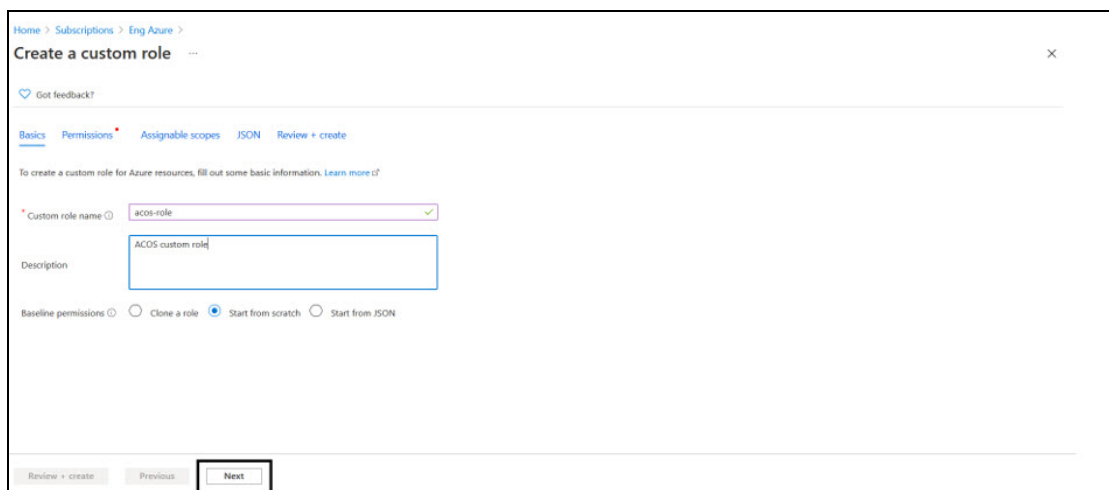 Home > Subscriptions > Eng Azure >
Create a custom role ...
Got feedback?
Basics Permissions Assignable scopes JSON Review + create
To create a custom role for Azure resources, fill out some basic information. Learn more
* Custom role name acos-role
Description ACOS custom role
Baseline permissions Clone a role Start from scratch Start from JSON
Review + create Previous Next